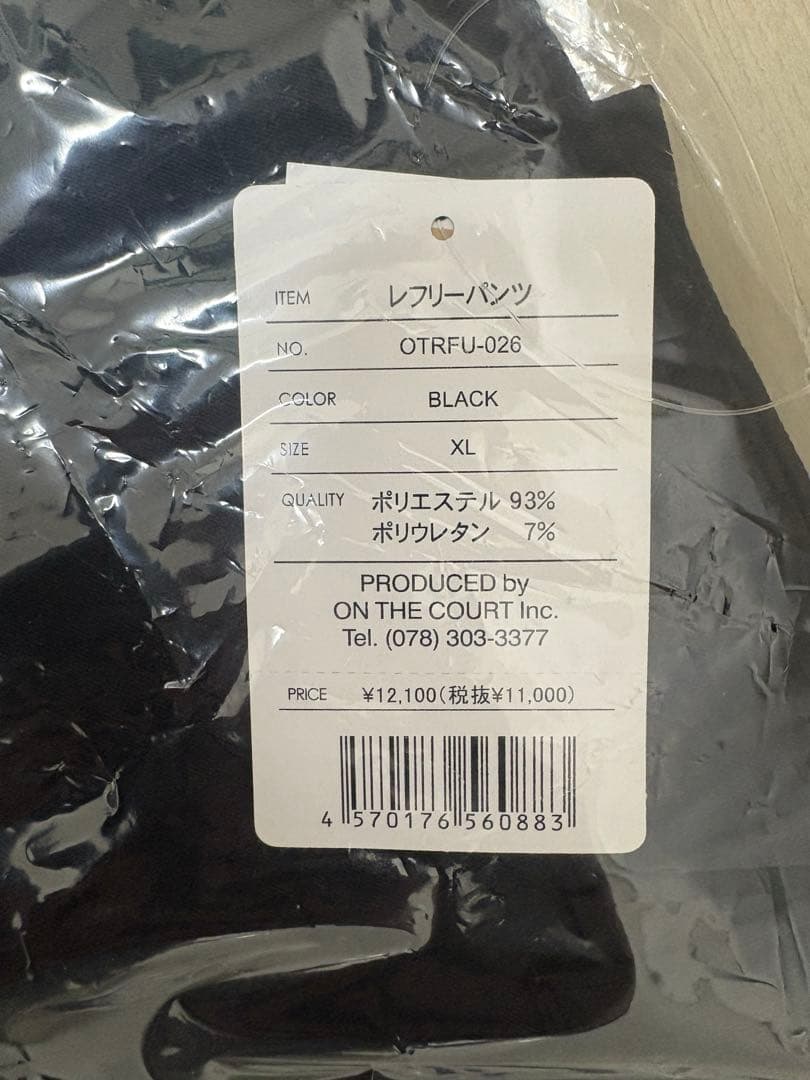 ITEM レフリーパンツ
NO. OTRFU-026
COLOR BLACK
SIZE XL
QUALITY ポリエステル 93%
ポリウレタン 7%
PRODUCED by
ON THE COURT Inc.
Tel. (078) 303-3377
PRICE ¥12,100(税抜¥11,000)
4 570176 560883